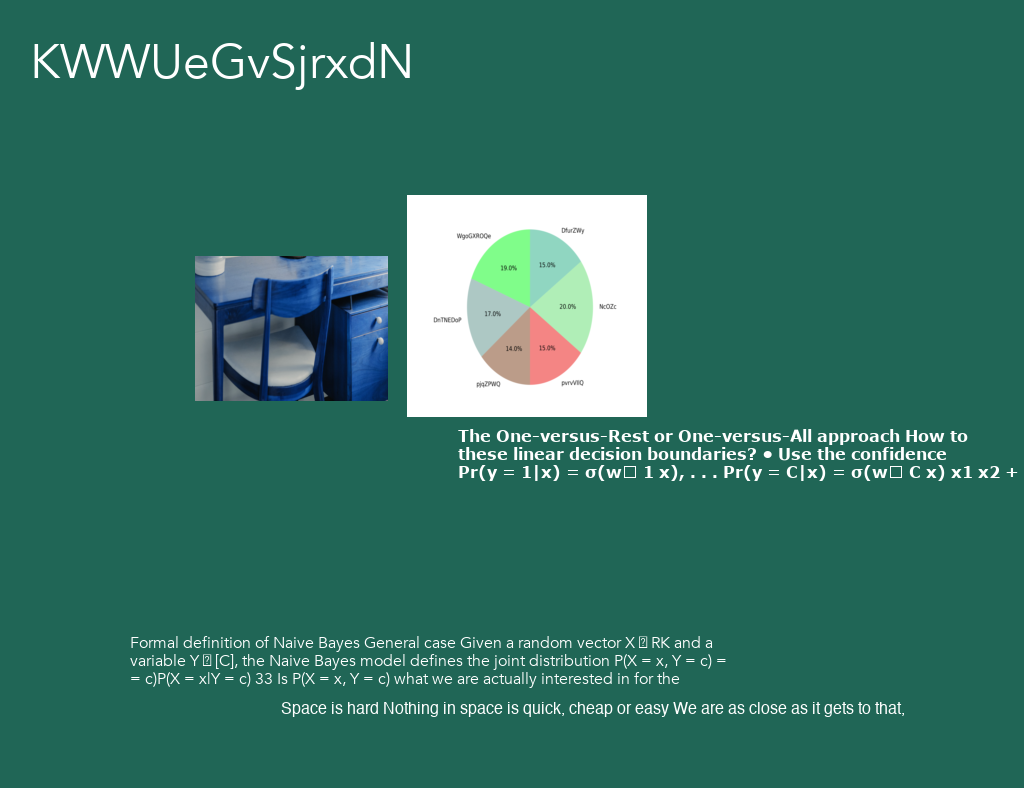 KWWUeGvSjrxdN
DfurZWy
WgoGXROQe
15.0%
19.0%
20.0%
NcOZc
17.0%
DnTNEDoP
14.0%
15.0%
pjqZPWQ
pvrvVIlQ
The One-versus-Rest or One-versus-All approach How to
these linear decision boundaries? • Use the confidence
Pr(y = 1|x) = σ(w□ 1 x), . . . Pr(y = C|x) = σ(w□ C x) x1 x2 +
Formal definition of Naive Bayes General case Given a random vector X □ RK and a
variable Y □ [C], the Naive Bayes model defines the joint distribution P(X = x, Y = c) =
= c)P(X = x|Y = c) 33 Is P(X = x, Y = c) what we are actually interested in for the
Space is hard Nothing in space is quick, cheap or easy We are as close as it gets to that,